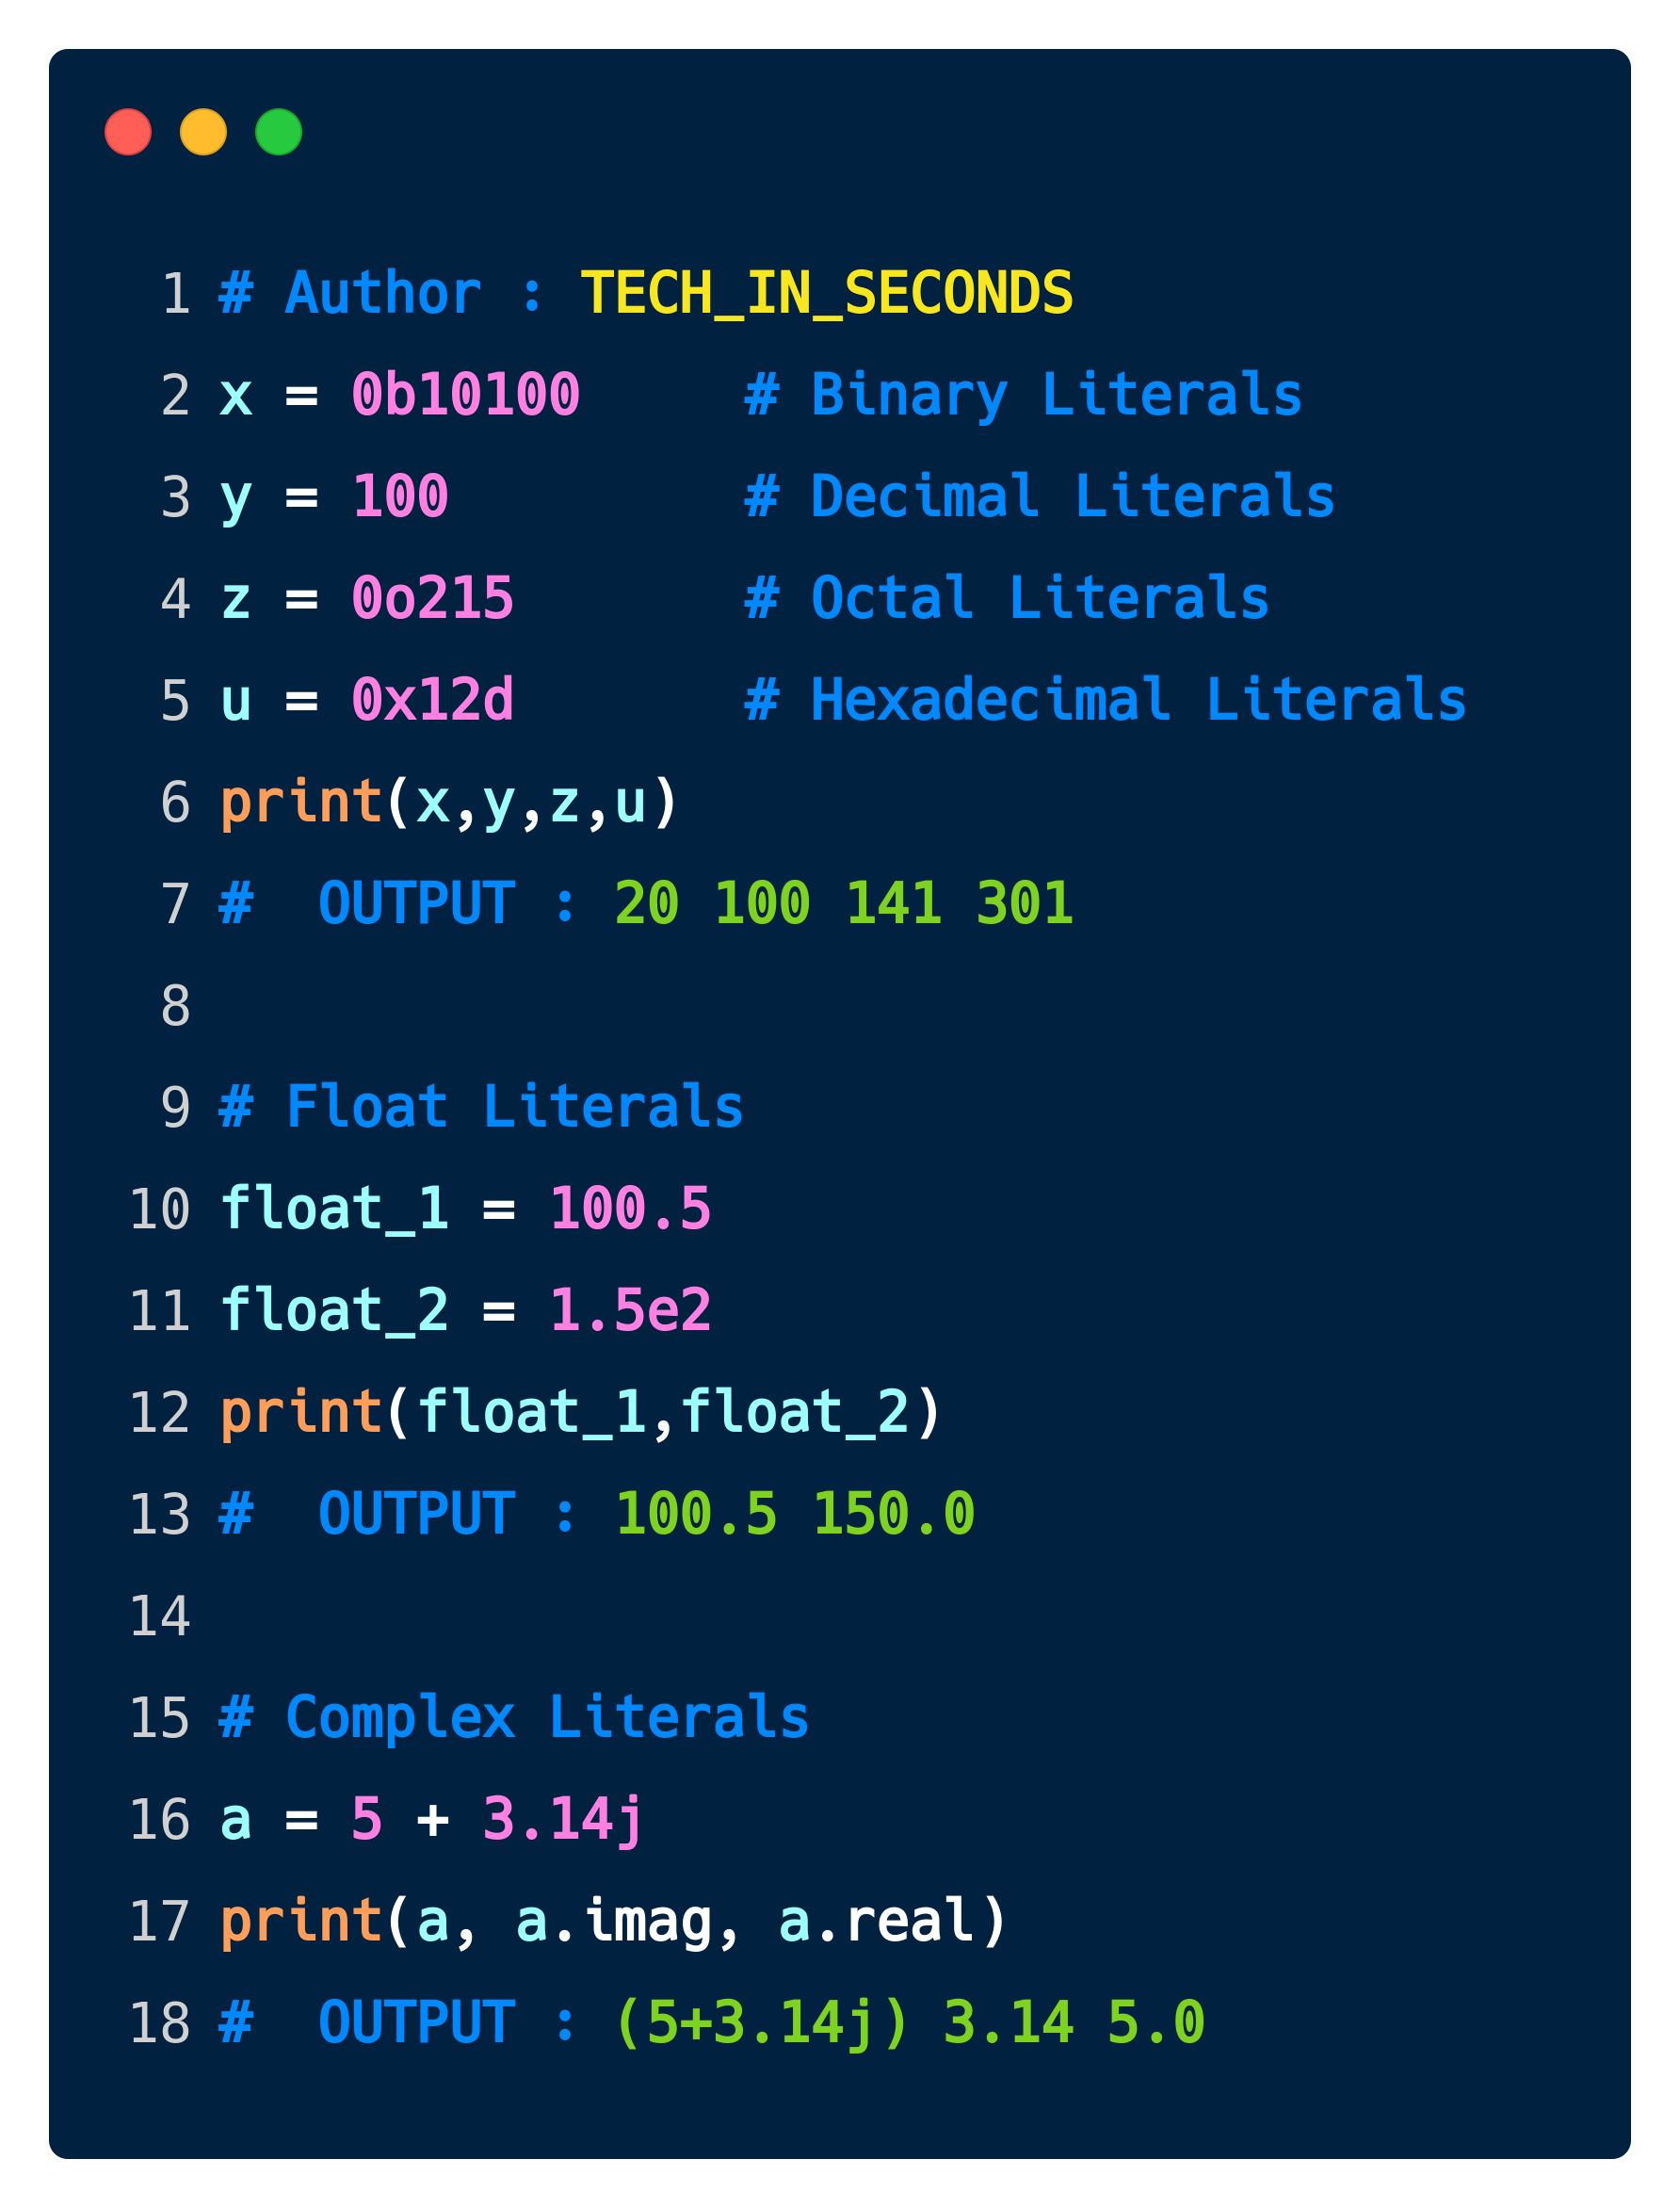 1 # Author : TECH_IN_SECONDS
2 x = 0b10100     # Binary Literals
3 y = 100         # Decimal Literals
4 z = 0o215       # Octal Literals
5 u = 0x12d       # Hexadecimal Literals
6 print(x,y,z,u)
7 #  OUTPUT : 20 100 141 301
8
9 # Float Literals
10 float_1 = 100.5
11 float_2 = 1.5e2
12 print(float_1,float_2)
13 #  OUTPUT : 100.5 150.0
14
15 # Complex Literals
16 a = 5 + 3.14j
17 print(a, a.imag, a.real)
18 #  OUTPUT : (5+3.14j) 3.14 5.0